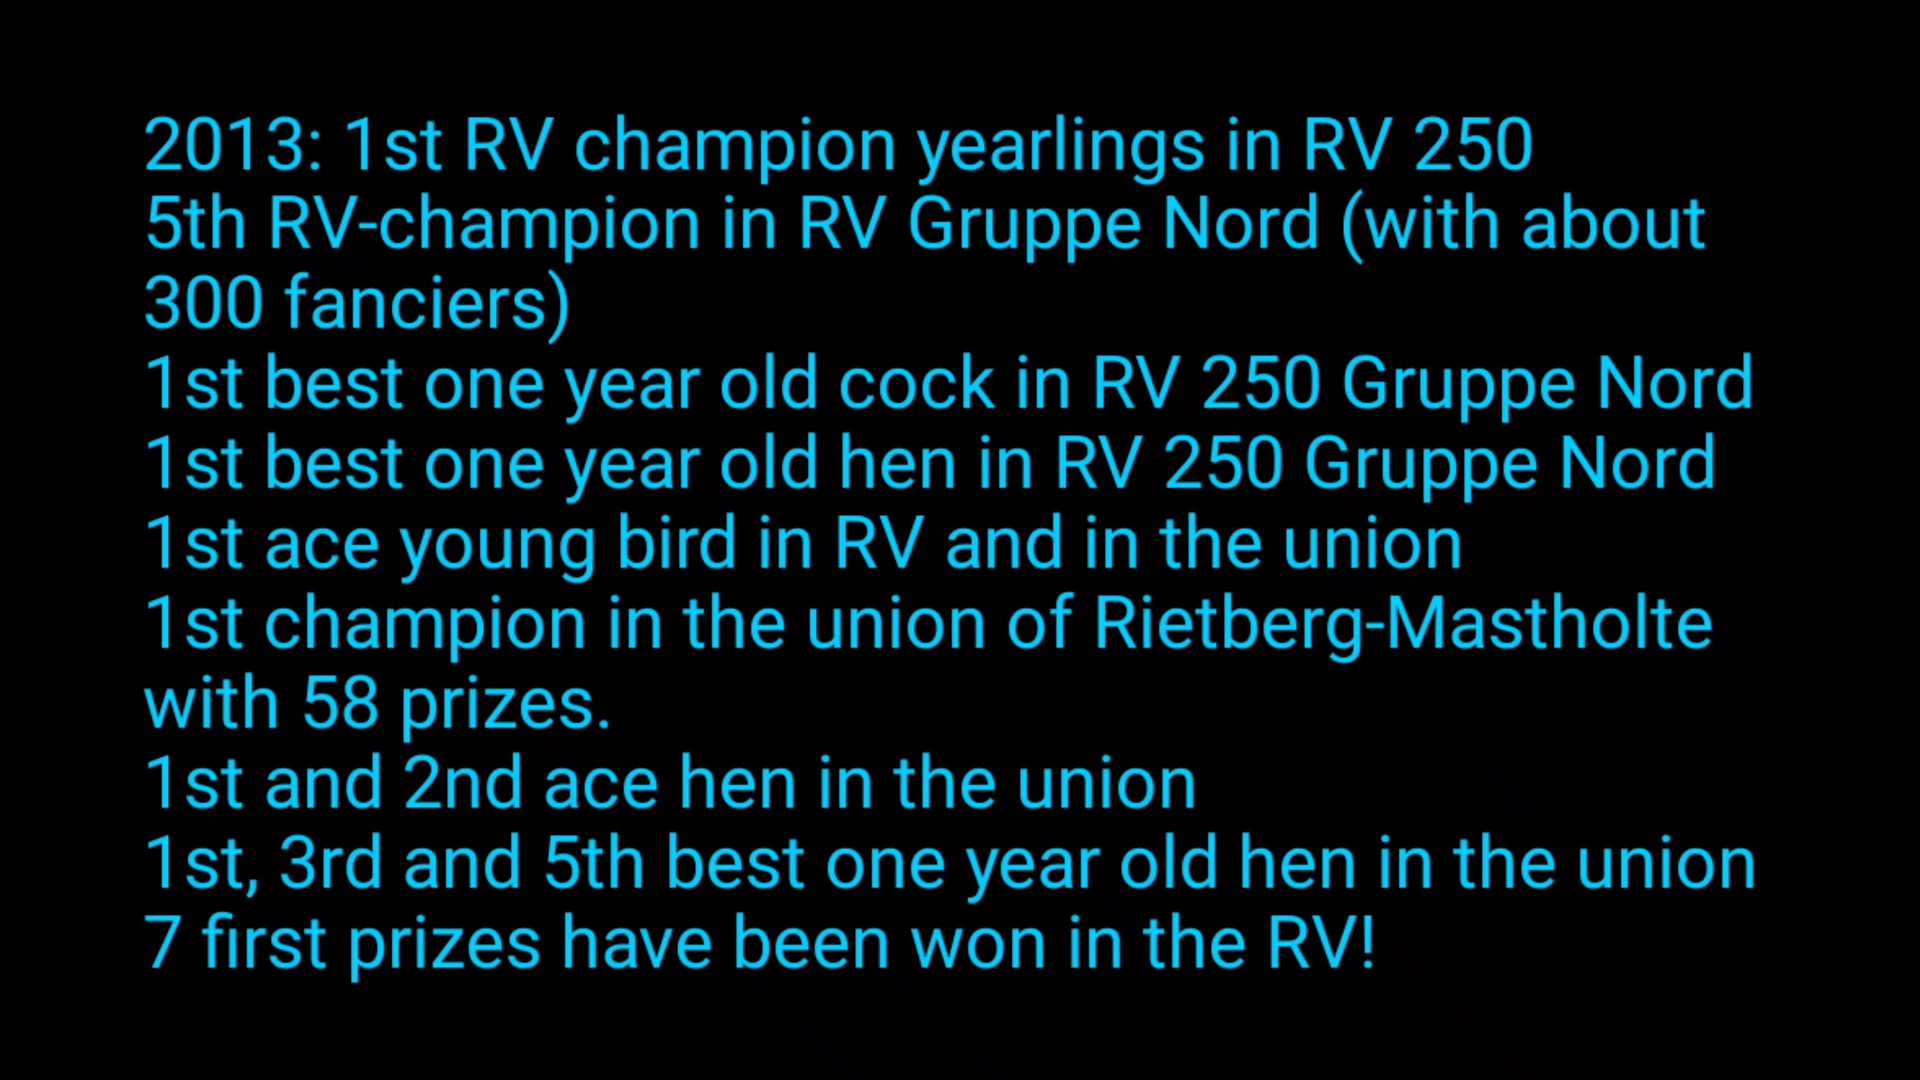 2013: 1st RV champion yearlings in RV 250
5th RV-champion in RV Gruppe Nord (with about
300 fanciers)
1st best one year old cock in RV 250 Gruppe Nord
1st best one year old hen in RV 250 Gruppe Nord
1st ace young bird in RV and in the union
1st champion in the union of Rietberg-Mastholte
with 58 prizes.
1st and 2nd ace hen in the union
1st, 3rd and 5th best one year old hen in the union
7 first prizes have been won in the RV!